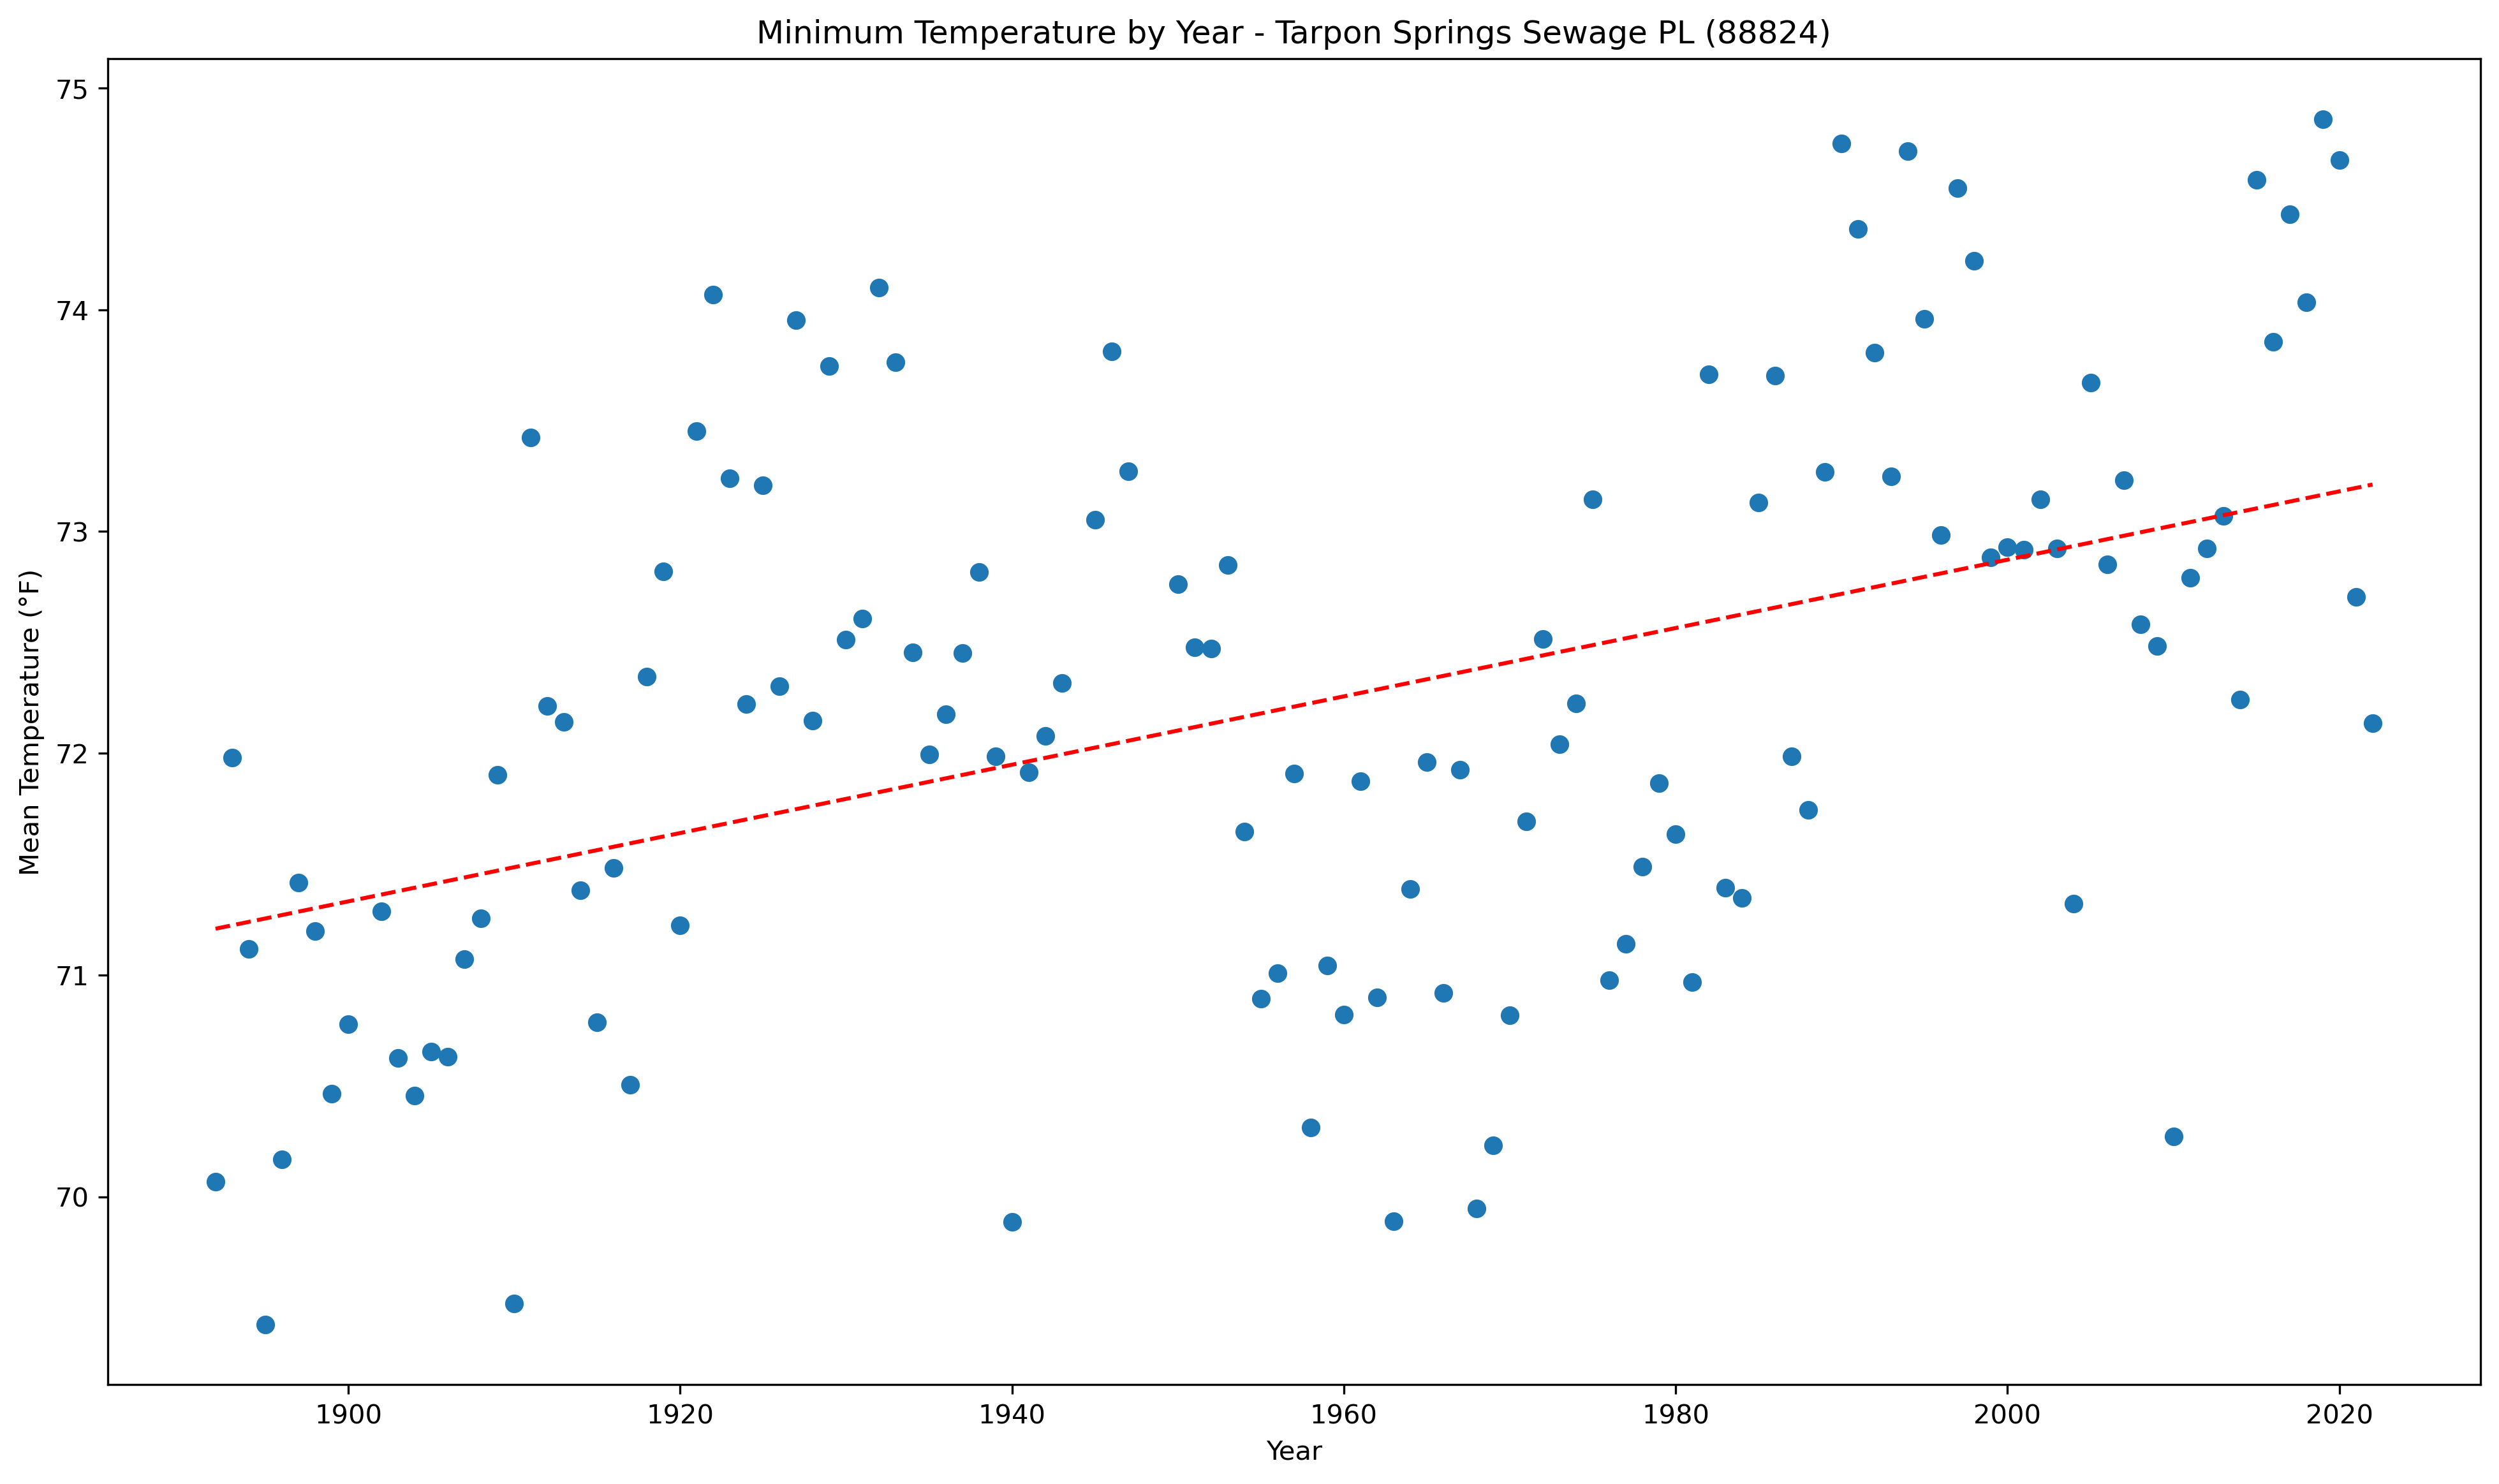 Minimum Temperature by Year - Tarpon Springs Sewage PL (88824)
Mean Temperature (°F)
75
74
73
72
71
70
1900 1920 1940 1960 1980 2000 2020
Year